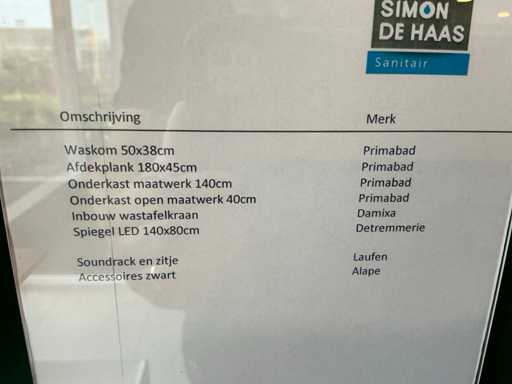 SIMON
DE HAAS
Sanitair
Omschrijving Merk
Waskom 50x38cm Primabad
Afdekplank 180x45cm Primabad
Onderkast maatwerk 140cm Primabad
Onderkast open maatwerk 40cm Primabad
Inbouw wastafelkraan Damixa
Spiegel LED 140x80cm Detremmerie
Soundrack en zitje Laufen
Accessoires zwart Alape